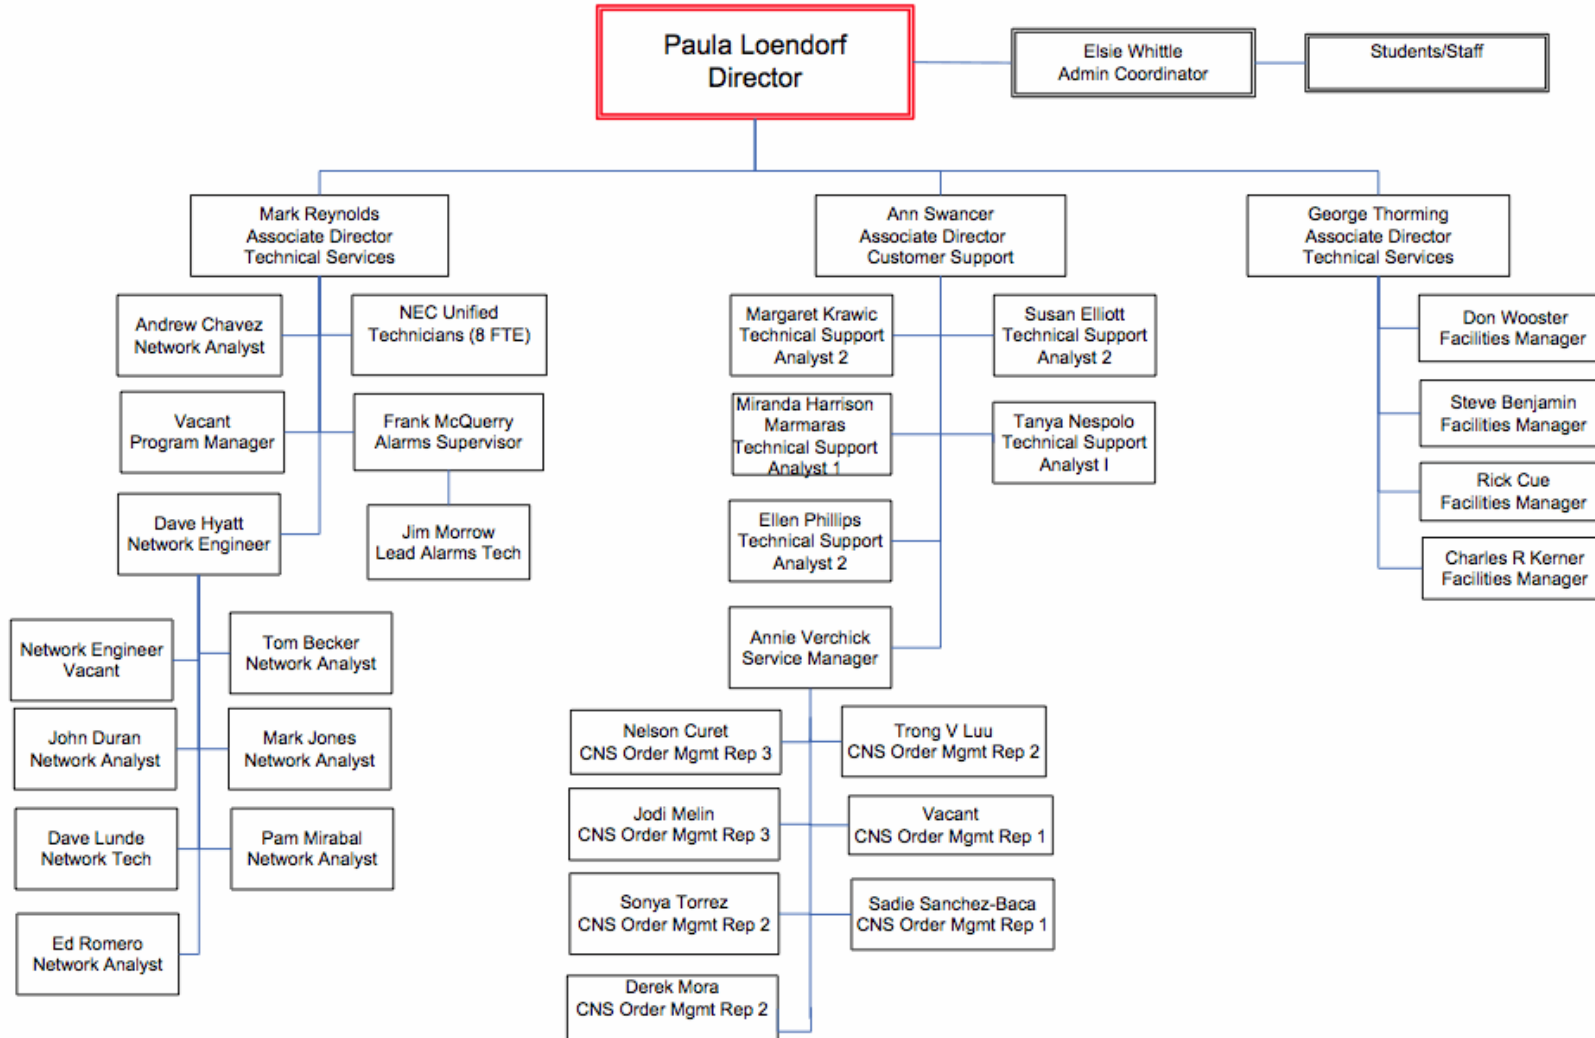 Paula Loendorf
Director
Elsie Whittle
Admin Coordinator
Students/Staff
Mark Reynolds
Associate Director
Technical Services
Ann Swancer
Associate Director
Customer Support
George Thorming
Associate Director
Technical Services
Andrew Chavez
Network Analyst
NEC Unified
Technicians (8 FTE)
Vacant
Program Manager
Frank McQuerry
Alarms Supervisor
Dave Hyatt
Network Engineer
Jim Morrow
Lead Alarms Tech
Network Engineer
Vacant
Tom Becker
Network Analyst
John Duran
Network Analyst
Mark Jones
Network Analyst
Dave Lunde
Network Tech
Pam Mirabal
Network Analyst
Ed Romero
Network Analyst
Margaret Krawic
Technical Support
Analyst 2
Susan Elliott
Technical Support
Analyst 2
Miranda Harrison
Marmaras
Technical Support
Analyst 1
Tanya Nespolo
Technical Support
Analyst I
Ellen Phillips
Technical Support
Analyst 2
Annie Verchick
Service Manager
Nelson Curet
CNS Order Mgmt Rep 3
Trong V Luu
CNS Order Mgmt Rep 2
Jodi Melin
CNS Order Mgmt Rep 3
Vacant
CNS Order Mgmt Rep 1
Sonya Torrez
CNS Order Mgmt Rep 2
Sadie Sanchez-Baca
CNS Order Mgmt Rep 1
Derek Mora
CNS Order Mgmt Rep 2
Don Wooster
Facilities Manager
Steve Benjamin
Facilities Manager
Rick Cue
Facilities Manager
Charles R Kerner
Facilities Manager